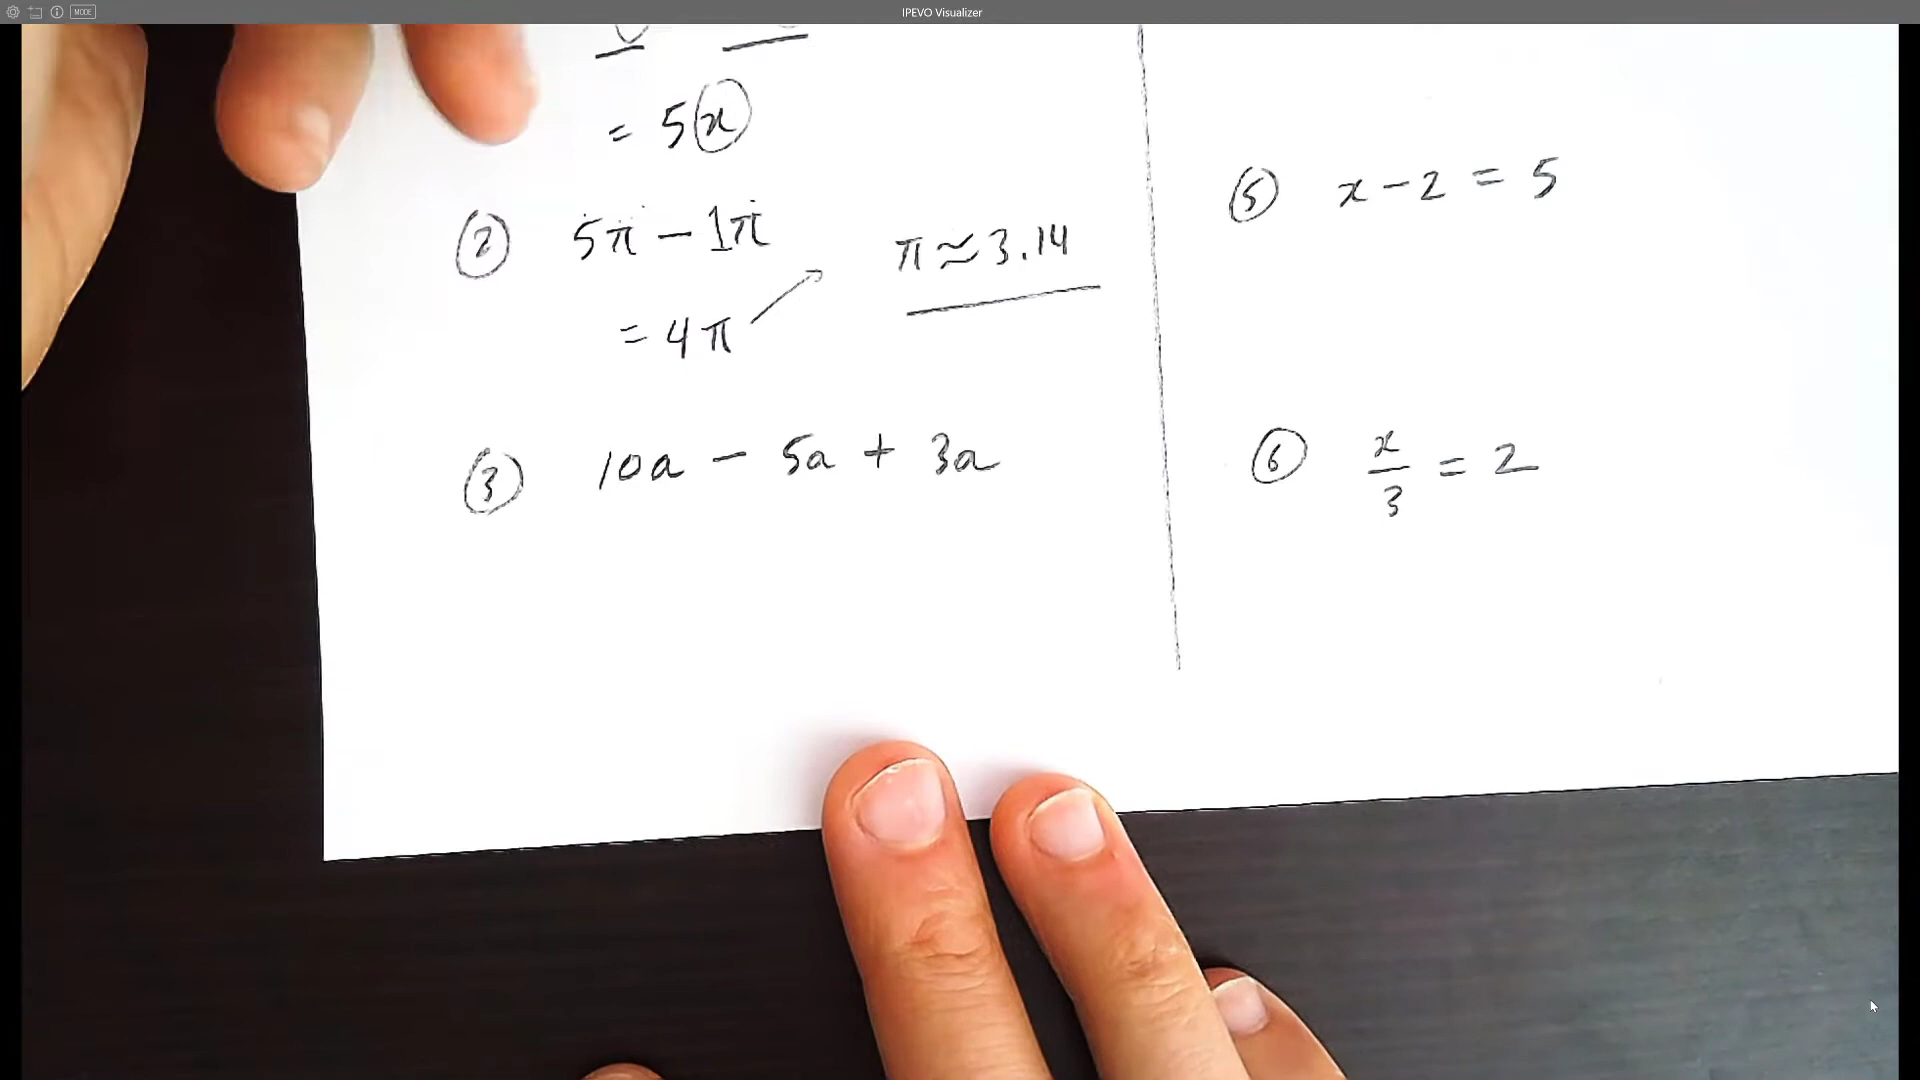 MODE
IPEVO Visualizer
= 5x
② 5π − 1π
π ≈ 3.14
= 4π
③ 10a − 5a + 3a
⑤ x − 2 = 5
⑥ x/3 = 2